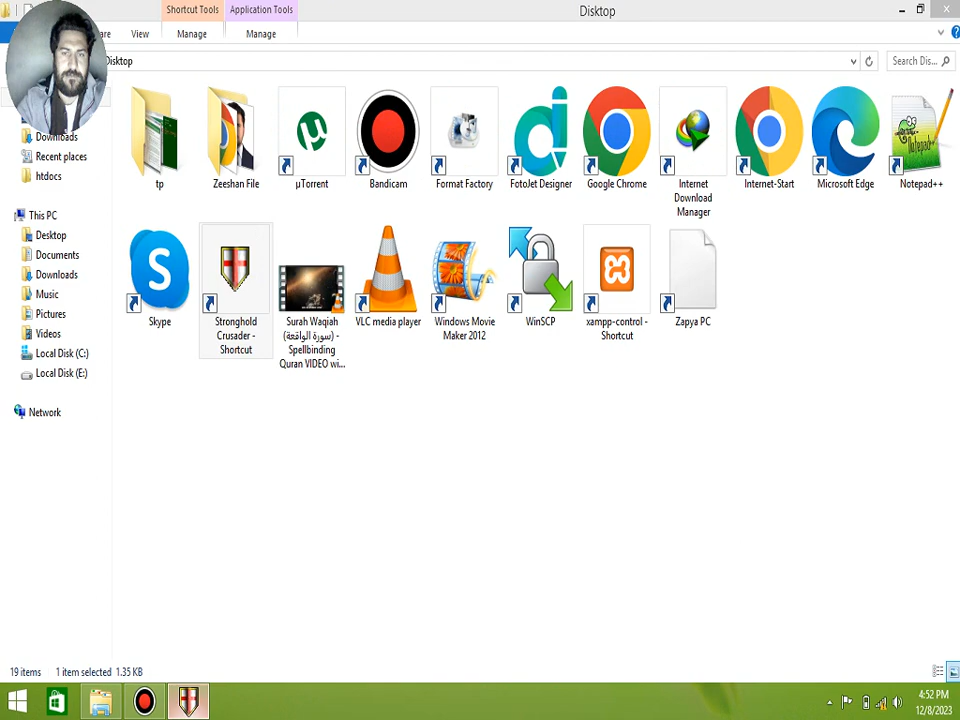 Shortcut Tools
Application Tools
Disktop
are
View
Manage
Manage
Disktop
Search Dis...
Downloads
Recent places
htdocs
This PC
Desktop
Documents
Downloads
Music
Pictures
Videos
Local Disk (C:)
Local Disk (E:)
Network
tp
Zeeshan File
µTorrent
Bandicam
Format Factory
FotoJet Designer
Google Chrome
Internet
Download
Manager
Internet-Start
Microsoft Edge
Notepad++
Skype
Stronghold
Crusader -
Shortcut
Surah Waqiah
(سورة الواقعة) -
Spellbinding
Quran VIDEO wi...
VLC media player
Windows Movie
Maker 2012
WinSCP
xampp-control -
Shortcut
Zapya PC
19 items
1 item selected 1.35 KB
4:52 PM
12/8/2023